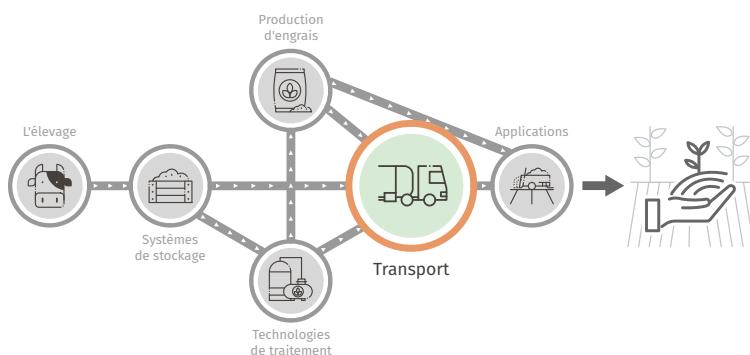 Production
d'engrais
L'élevage
Applications
Systèmes
de stockage
Transport
Technologies
de traitement